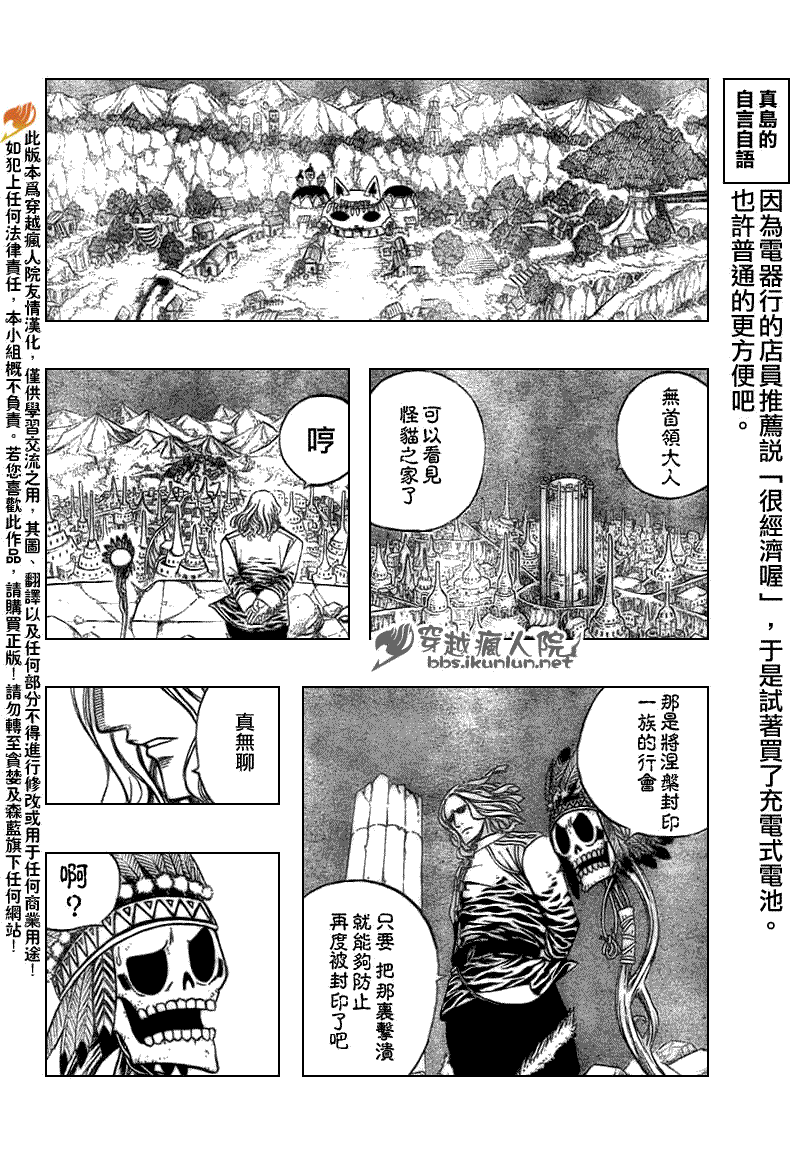 真島的
自言自語
因為電器行的店員推薦説「很經濟喔」，于是試著買了充電式電池。
也許普通的更方便吧。
無首領大人
可以看見
怪貓之家了
哼
那是將涅槃封印
一族的行會
只要 把那裏擊潰
就能夠防止
再度被封印了吧
真無聊
啊？
穿越瘋人院
bbs.ikunlun.net
此版本爲穿越瘋人院友情漢化，僅供學習交流之用，其圖、翻譯以及任何部分不得進行修改或用于任何商業用途！
如犯上任何法律責任，本小組概不負責。若您喜歡此作品，請購買正版！請勿轉至貪婪及森藍旗下任何網站！